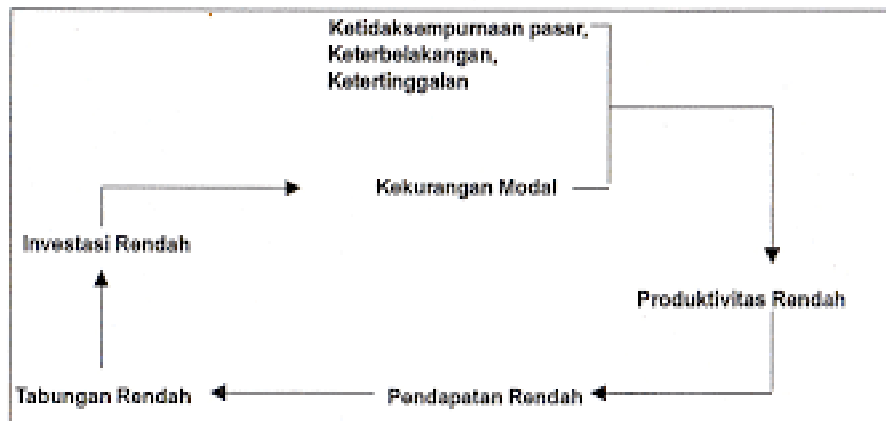 Ketidaksempurnaan pasar,
Keterbelakangan,
Ketertinggalan
Kekurangan Modal
Investasi Rendah
Produktivitas Rendah
Tabungan Rendah
Pendapatan Rendah